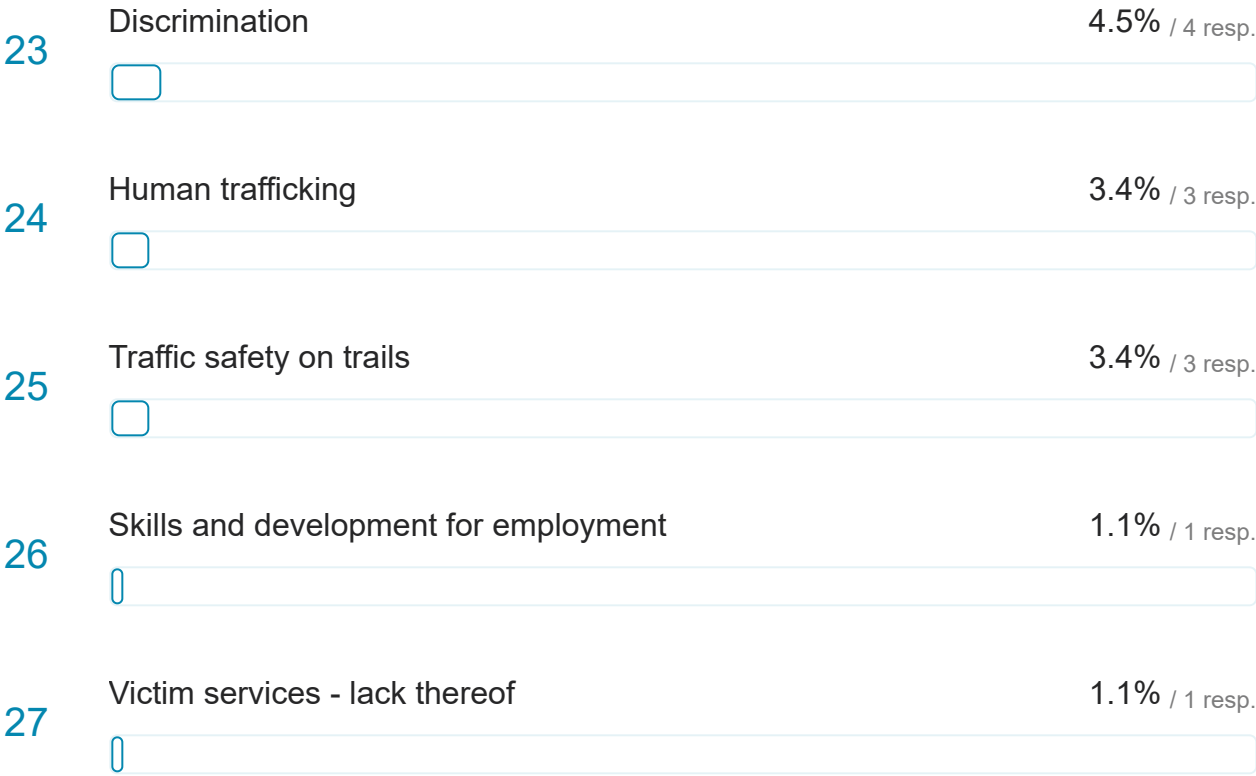 Discrimination 4.5% / 4 resp.
23
Human trafficking 3.4% / 3 resp.
24
Traffic safety on trails 3.4% / 3 resp.
25
Skills and development for employment 1.1% / 1 resp.
26
Victim services - lack thereof 1.1% / 1 resp.
27